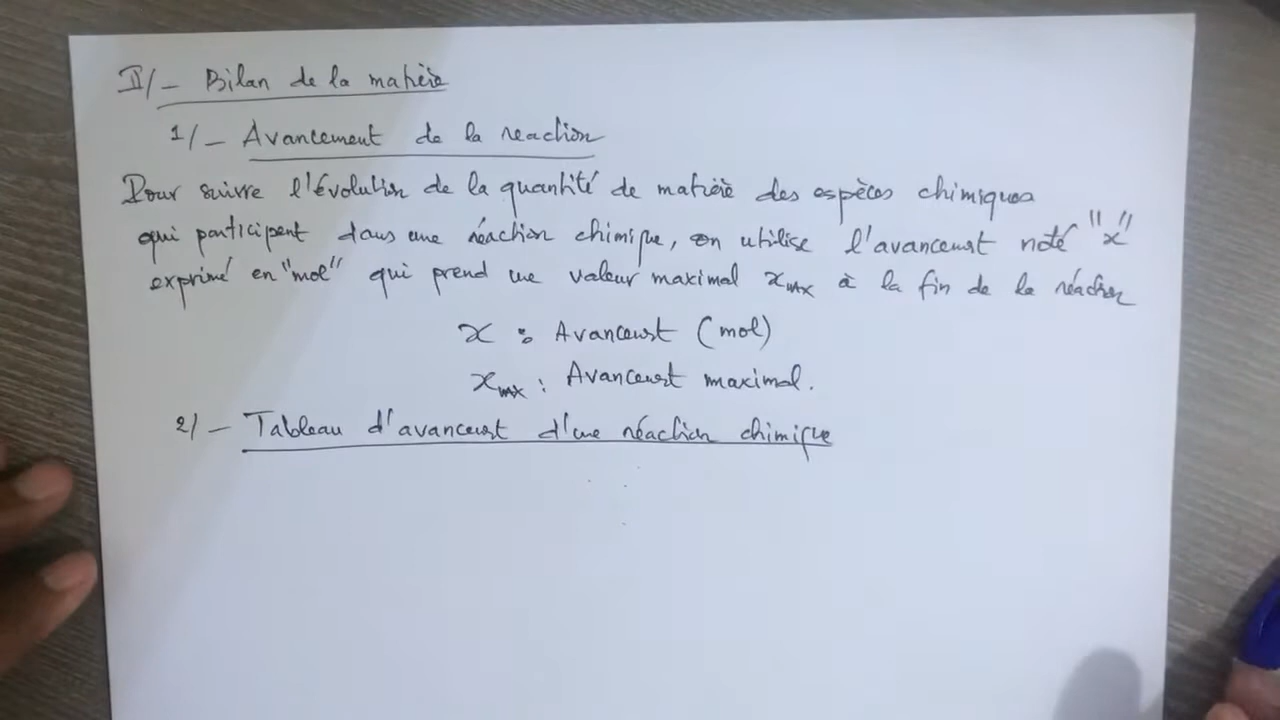 II/- Bilan de la matière
1/- Avancement de la reaction
Pour suivre l'évolution de la quantité de matière des espèces chimiques
qui participent dans une réaction chimique, on utilise l'avancement noté "x"
exprimé en "mol" qui prend une valeur maximal xmax à la fin de la réaction
x : Avancement (mol)
xmax : Avancement maximal.
2/- Tableau d'avancement d'une réaction chimique